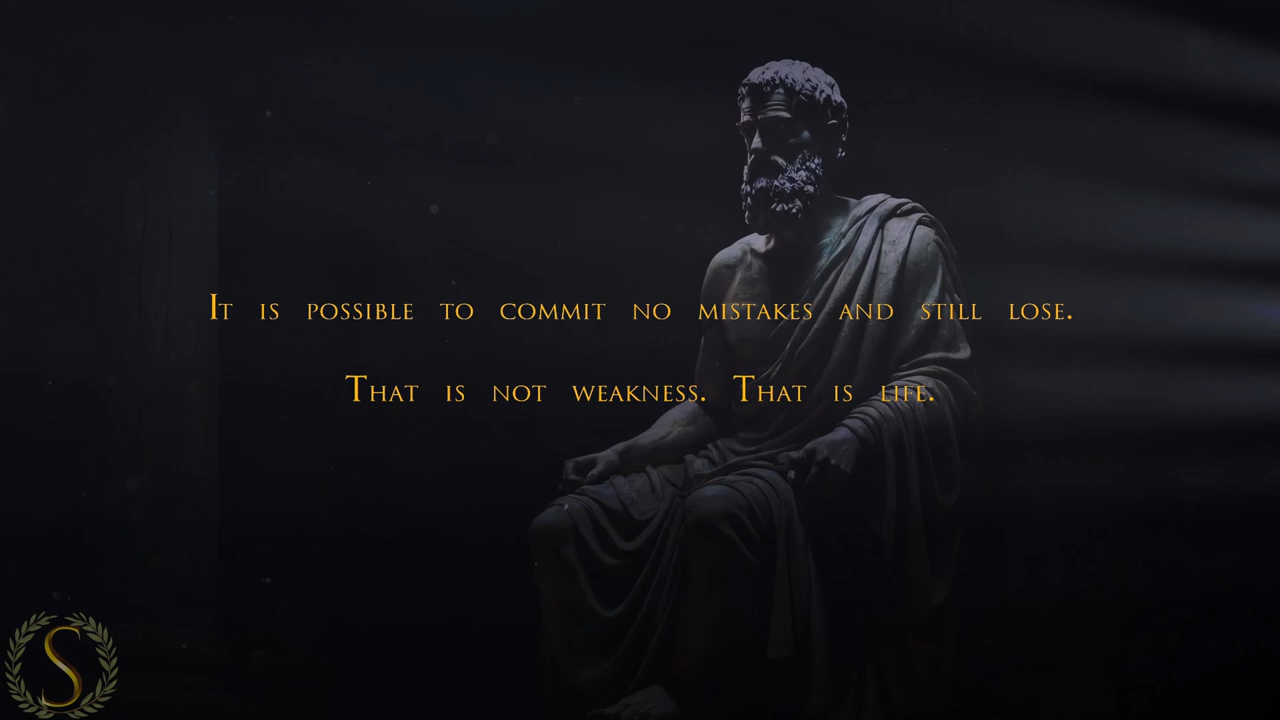 It is possible to commit no mistakes and still lose.
That is not weakness. That is life.
S